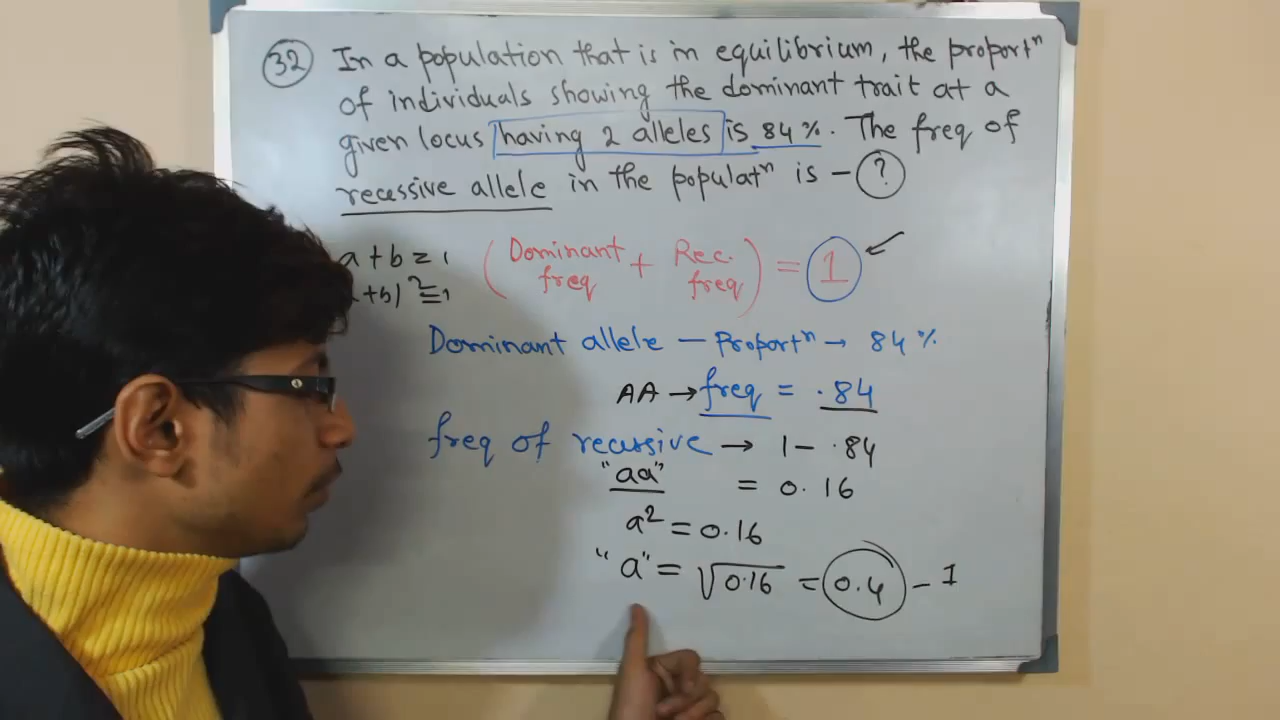 32 In a population that is in equilibrium, the proportⁿ
of individuals showing the dominant trait at a
given locus having 2 alleles is 84 %. The freq of
recessive allele in the populatⁿ is - ?
a + b = 1
(Dominant freq + Rec. freq) = 1
+b)² = 1
Dominant allele - Proportⁿ → 84 %
AA → freq = .84
freq of recursive → 1 - .84
"aa" = 0.16
a² = 0.16
"a" = √0.16 = 0.4 - 1